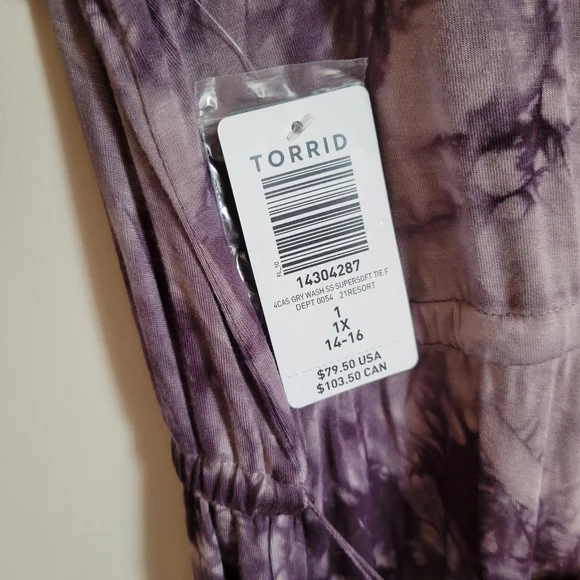 TORRID
FL_10
14304287
4CAS GRY WASH SS SUPERSOFT TIE F
DEPT 0054 21RESORT
1
1X
14-16
$79.50 USA
$103.50 CAN